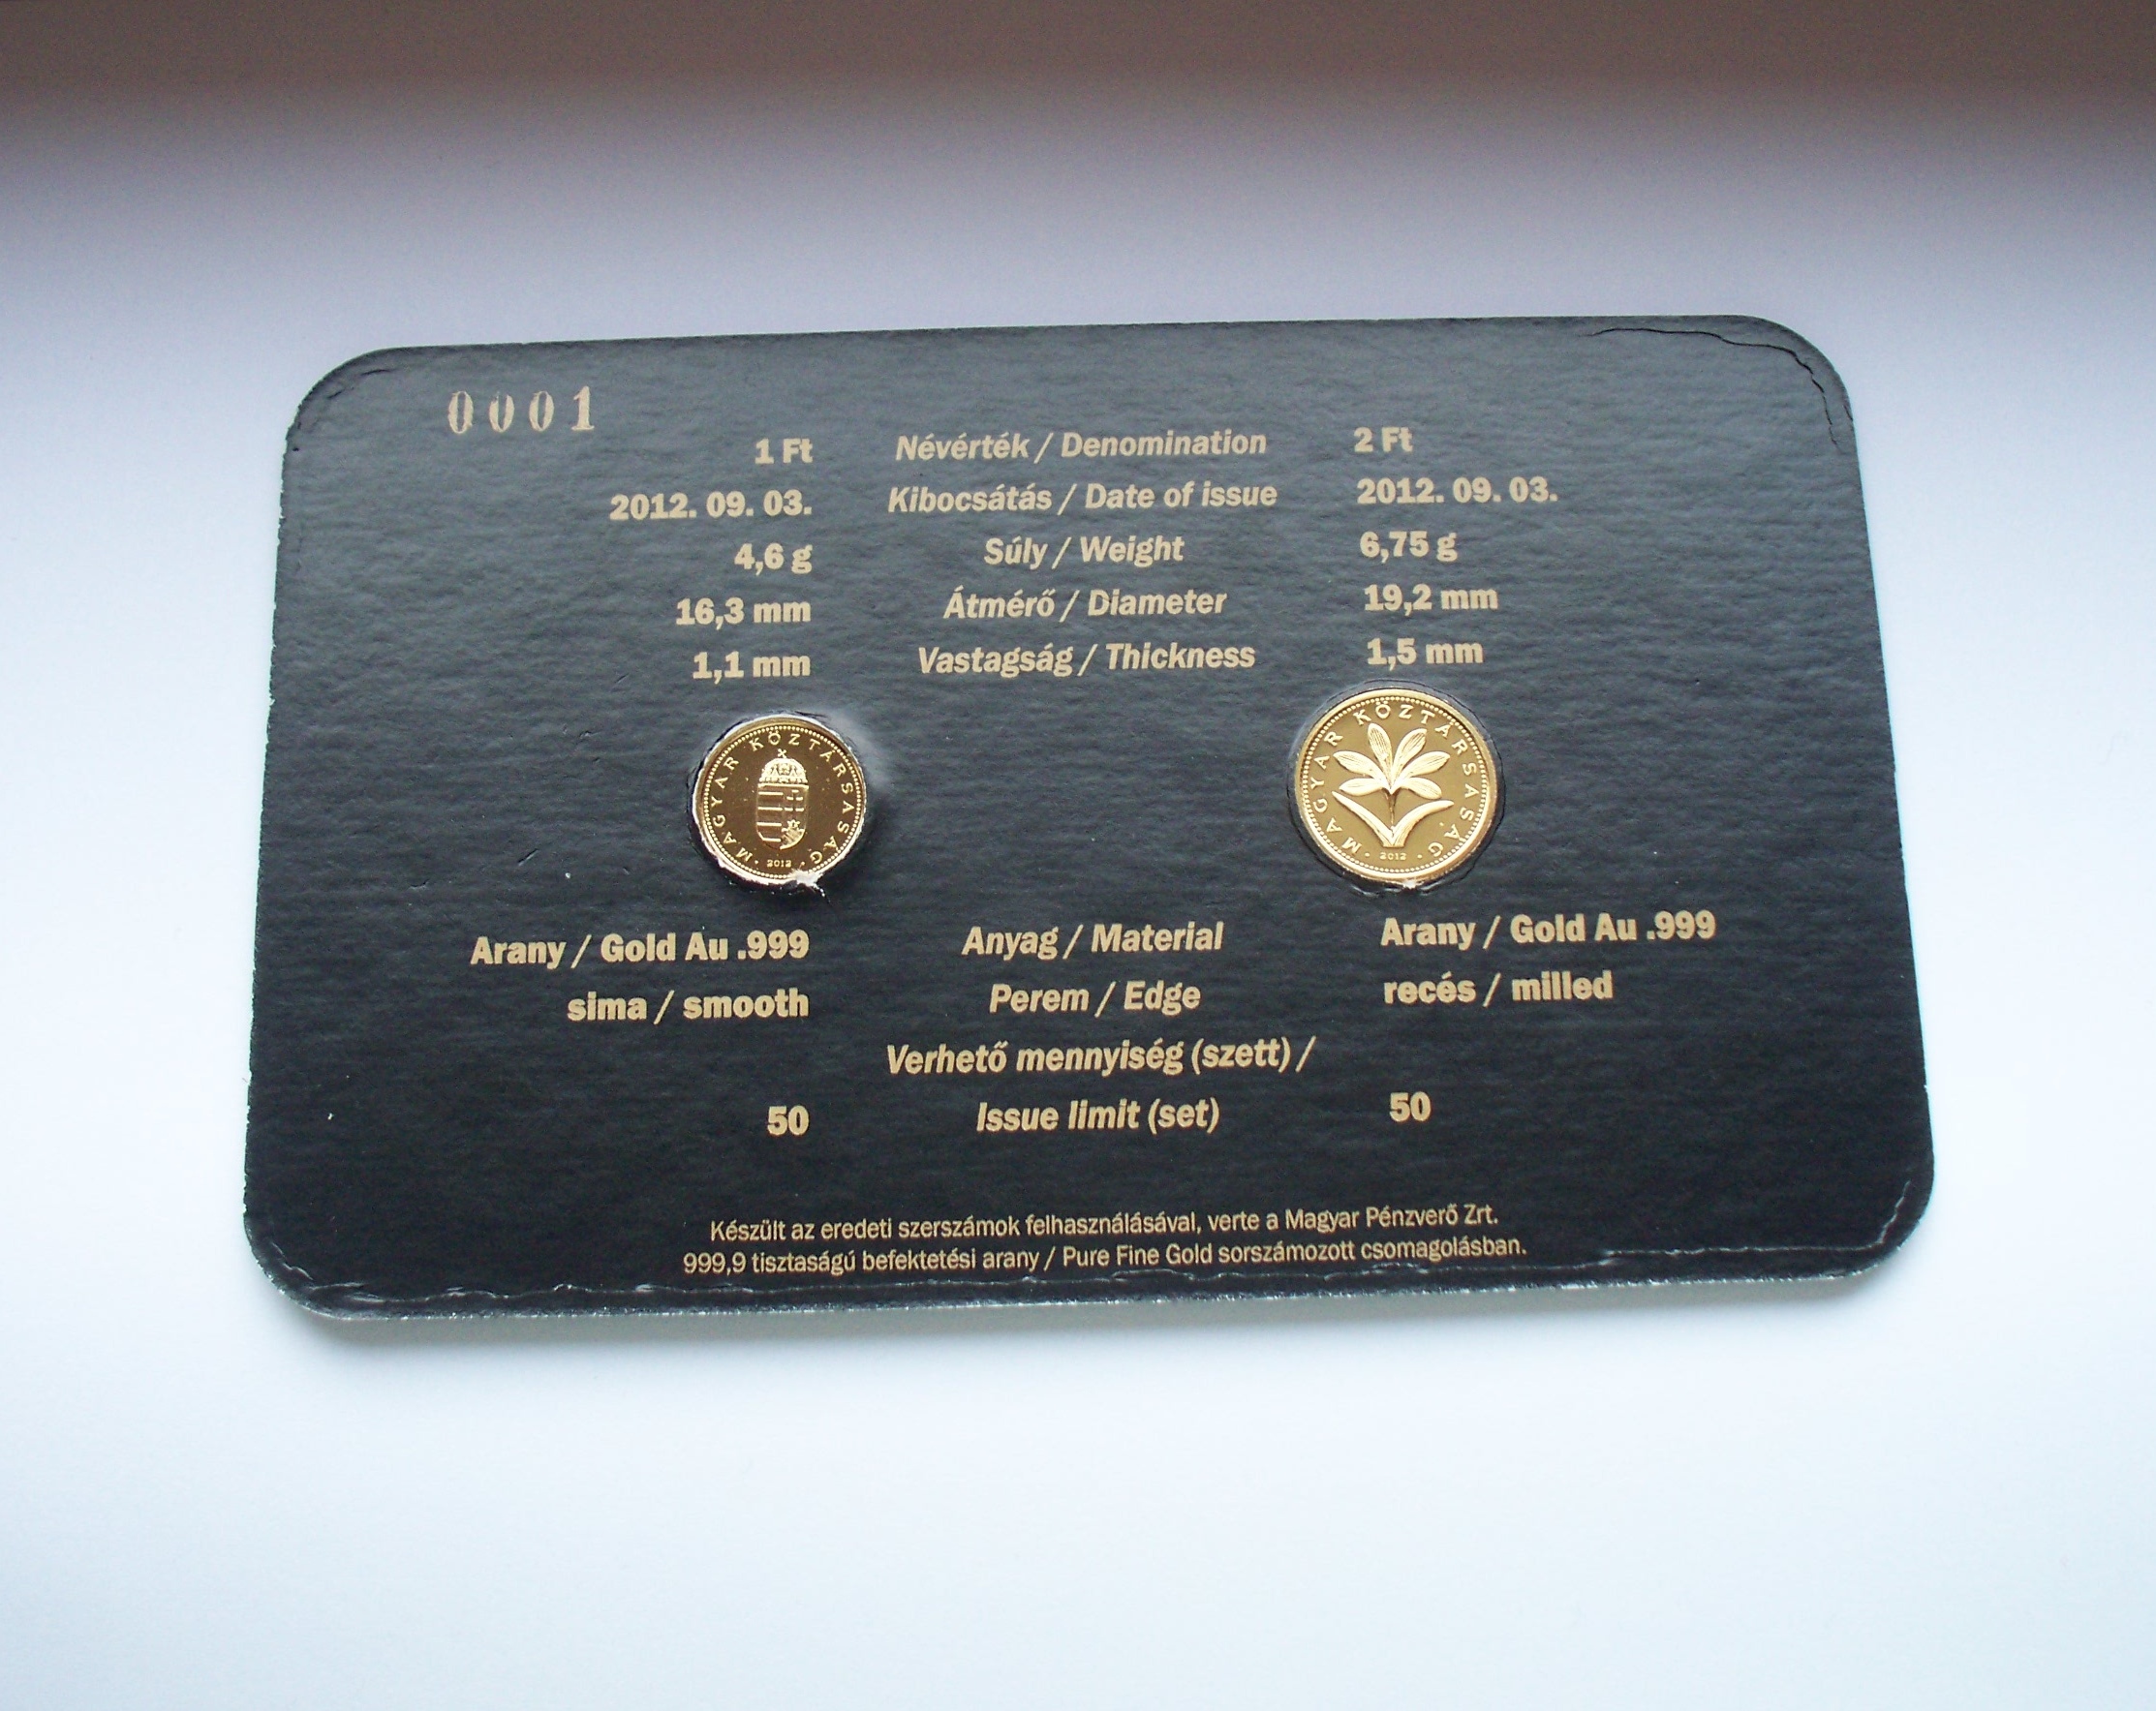 0001
1 Ft Névérték / Denomination 2 Ft
2012. 09. 03. Kibocsátás / Date of issue 2012. 09. 03.
4,6 g Súly / Weight 6,75 g
16,3 mm Átmérő / Diameter 19,2 mm
1,1 mm Vastagság / Thickness 1,5 mm
MAGYAR KÖZTÁRSASÁG
· 2012 ·
MAGYAR KÖZTÁRSASÁG
· 2012 ·
Arany / Gold Au .999 Anyag / Material Arany / Gold Au .999
sima / smooth Perem / Edge recés / milled
Verhető mennyiség (szett) /
50 Issue limit (set) 50
Készült az eredeti szerszámok felhasználásával, verte a Magyar Pénzverő Zrt.
999,9 tisztaságú befektetési arany / Pure Fine Gold sorszámozott csomagolásban.